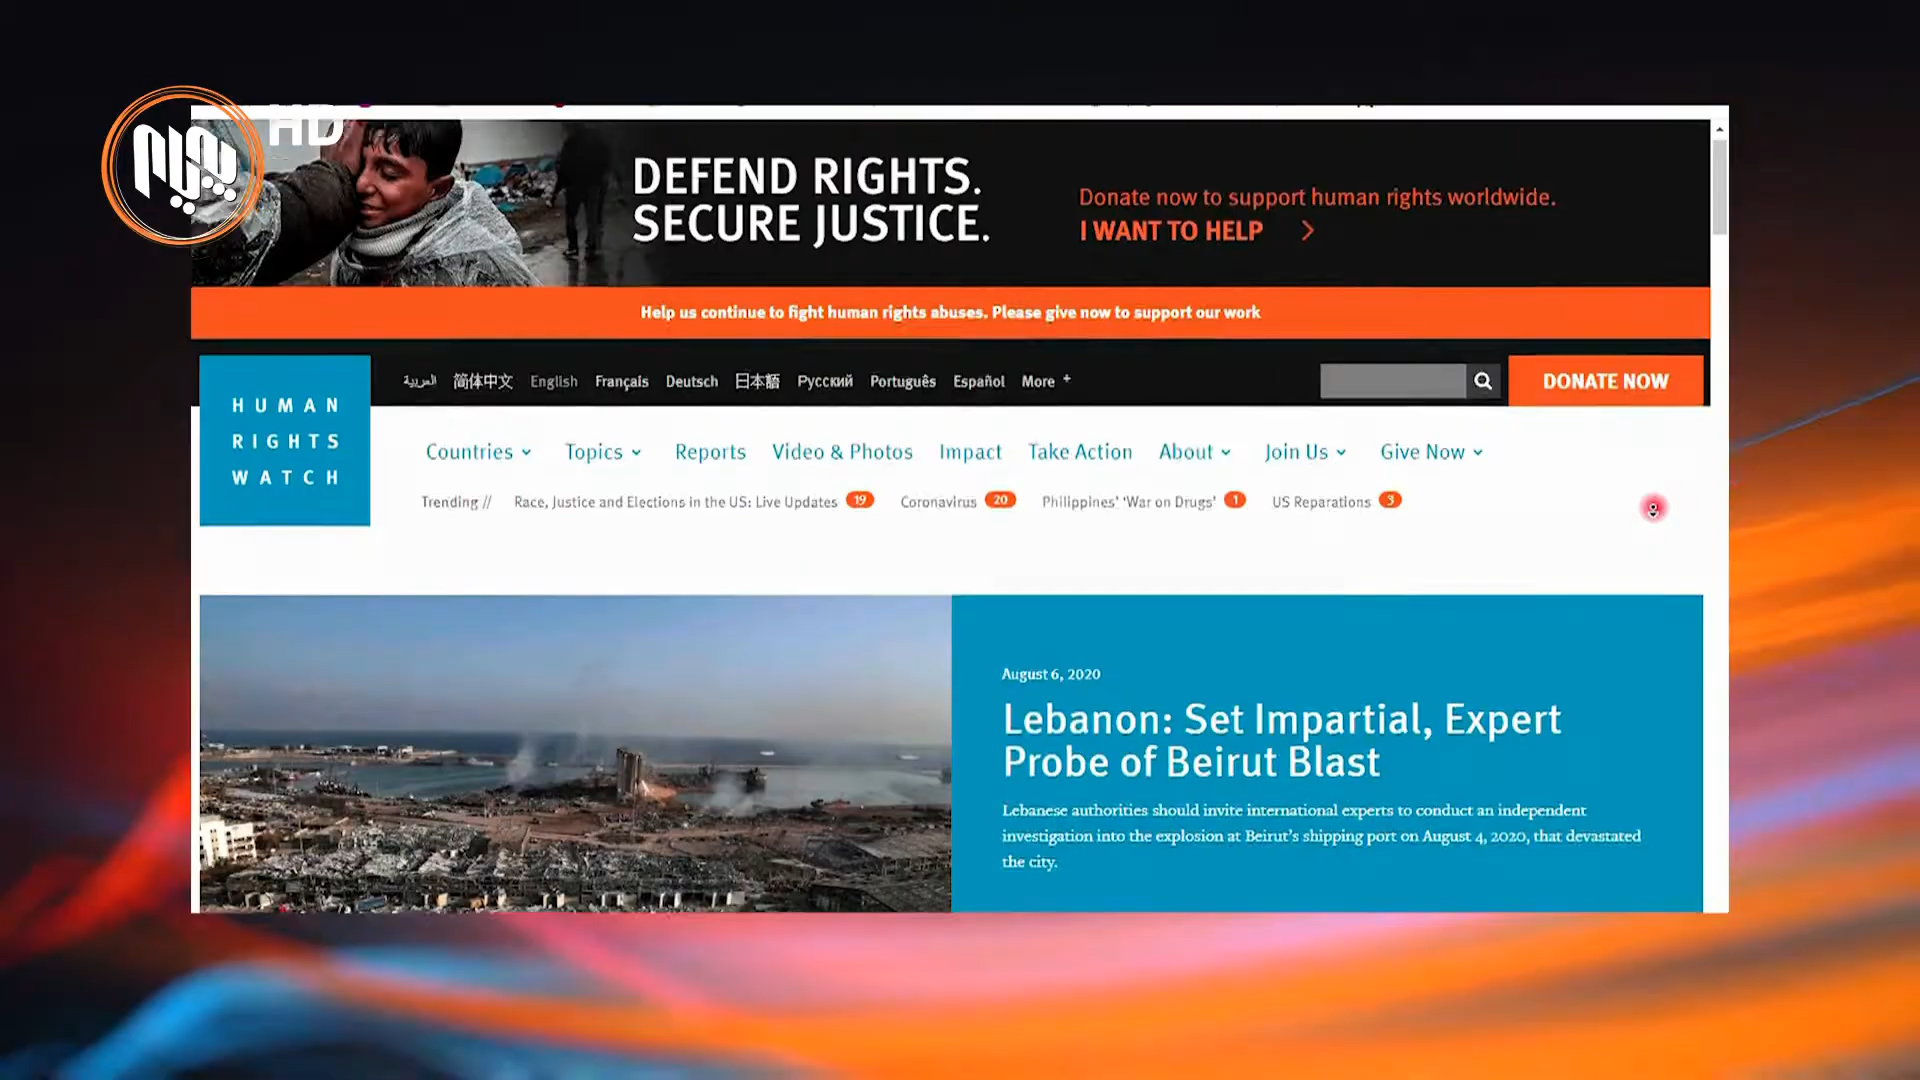 HD
DEFEND RIGHTS.
SECURE JUSTICE.
Donate now to support human rights worldwide.
I WANT TO HELP
Help us continue to fight human rights abuses. Please give now to support our work
HUMAN
RIGHTS
WATCH
العربية 简体中文 English Français Deutsch 日本語 Русский Português Español More +
DONATE NOW
Countries Topics Reports Video & Photos Impact Take Action About Join Us Give Now
Trending // Race, Justice and Elections in the US: Live Updates 19 Coronavirus 20 Philippines' 'War on Drugs' 1 US Reparations 3
August 6, 2020
Lebanon: Set Impartial, Expert
Probe of Beirut Blast
Lebanese authorities should invite international experts to conduct an independent
investigation into the explosion at Beirut's shipping port on August 4, 2020, that devastated
the city.